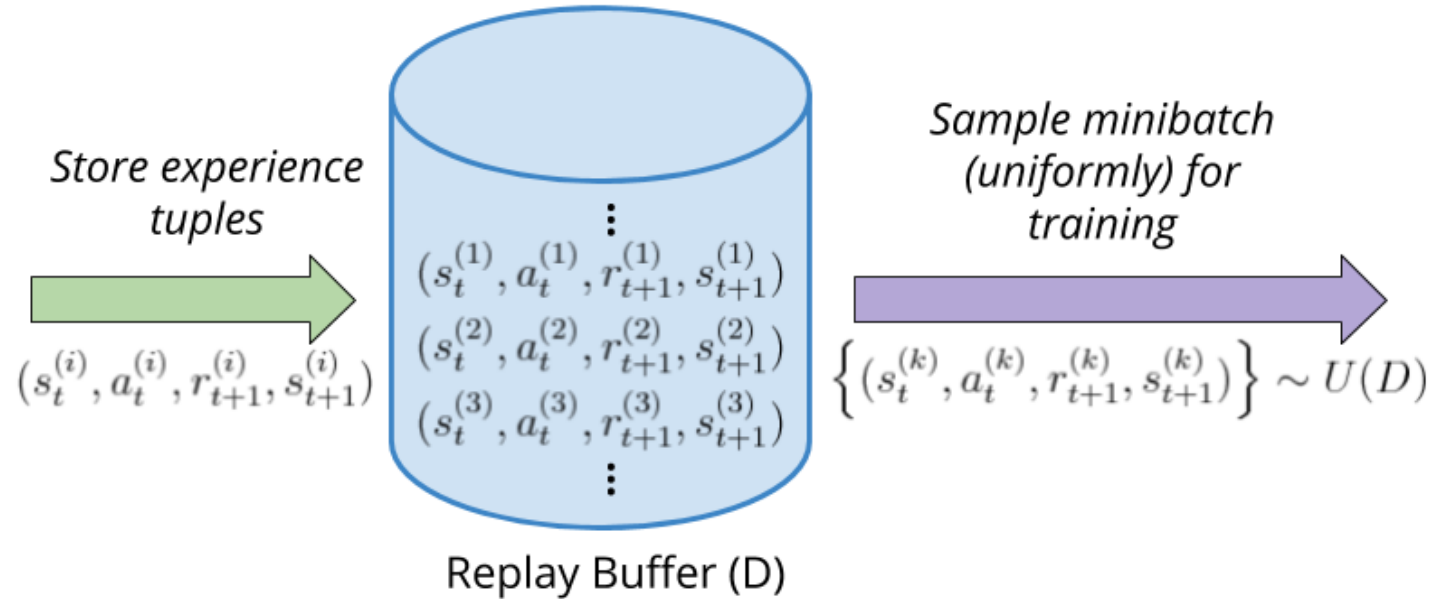 Store experience
tuples
(s_t^{(i)}, a_t^{(i)}, r_{t+1}^{(i)}, s_{t+1}^{(i)})
⋮
(s_t^{(1)}, a_t^{(1)}, r_{t+1}^{(1)}, s_{t+1}^{(1)})
(s_t^{(2)}, a_t^{(2)}, r_{t+1}^{(2)}, s_{t+1}^{(2)})
(s_t^{(3)}, a_t^{(3)}, r_{t+1}^{(3)}, s_{t+1}^{(3)})
⋮
Replay Buffer (D)
Sample minibatch
(uniformly) for
training
{(s_t^{(k)}, a_t^{(k)}, r_{t+1}^{(k)}, s_{t+1}^{(k)})} ∼ U(D)